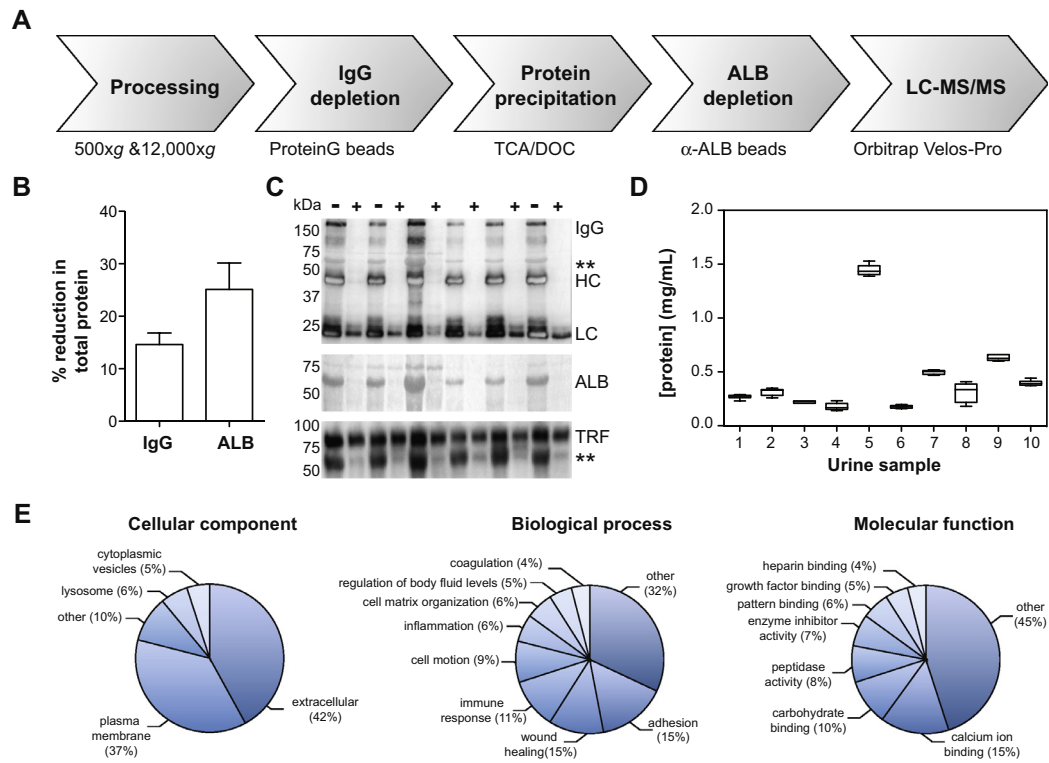 A
Processing
IgG
depletion
Protein
precipitation
ALB
depletion
LC-MS/MS
500xg &12,000xg
ProteinG beads
TCA/DOC
α-ALB beads
Orbitrap Velos-Pro
B
% reduction in
total protein
40
30
20
10
0
IgG
ALB
C
kDa
- + - + + + + -  +
150
75
50
37
25
IgG
**
HC
LC
75
50
ALB
100
75
50
TRF
**
D
[protein] (mg/mL)
2.0
1.5
1.0
0.5
0.0
1 2 3 4 5 6 7 8 9 10
Urine sample
E
Cellular component
cytoplasmic
vesicles (5%)
lysosome (6%)
other (10%)
plasma
membrane
(37%)
extracellular
(42%)
Biological process
coagulation (4%)
regulation of body fluid levels (5%)
cell matrix organization (6%)
inflammation (6%)
cell motion (9%)
immune
response (11%)
wound
healing(15%)
adhesion
(15%)
other
(32%)
Molecular function
heparin binding (4%)
growth factor binding (5%)
pattern binding (6%)
enzyme inhibitor
activity (7%)
peptidase
activity (8%)
carbohydrate
binding (10%)
calcium ion
binding (15%)
other
(45%)